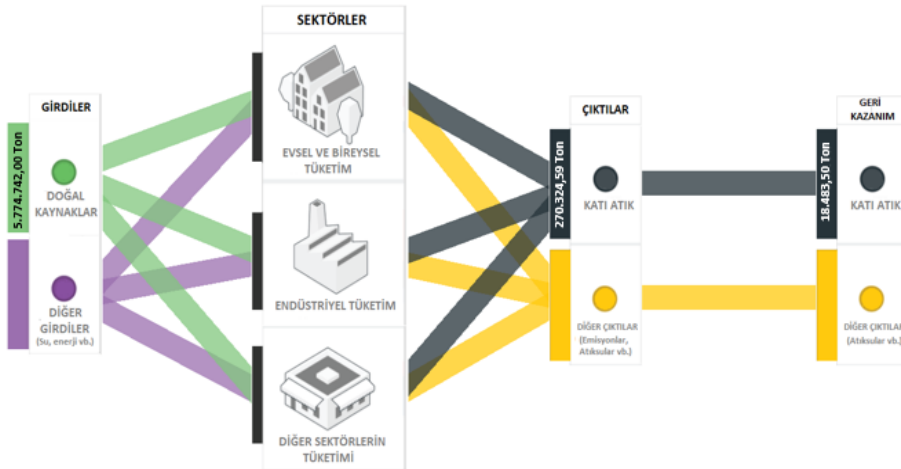 GİRDİLER
5.774.742,00 Ton
DOĞAL
KAYNAKLAR
DİĞER
GİRDİLER
(Su, enerji vb.)
SEKTÖRLER
EVSEL VE BİREYSEL
TÜKETİM
ENDÜSTRİYEL TÜKETİM
DİĞER SEKTÖRLERİN
TÜKETİMİ
ÇIKTILAR
270.324,59 Ton
KATI ATIK
DİĞER ÇIKTILAR
(Emisyonlar,
Atıksular vb.)
GERİ
KAZANIM
18.483,50 Ton
KATI ATIK
DİĞER ÇIKTILAR
(Atıksular vb.)